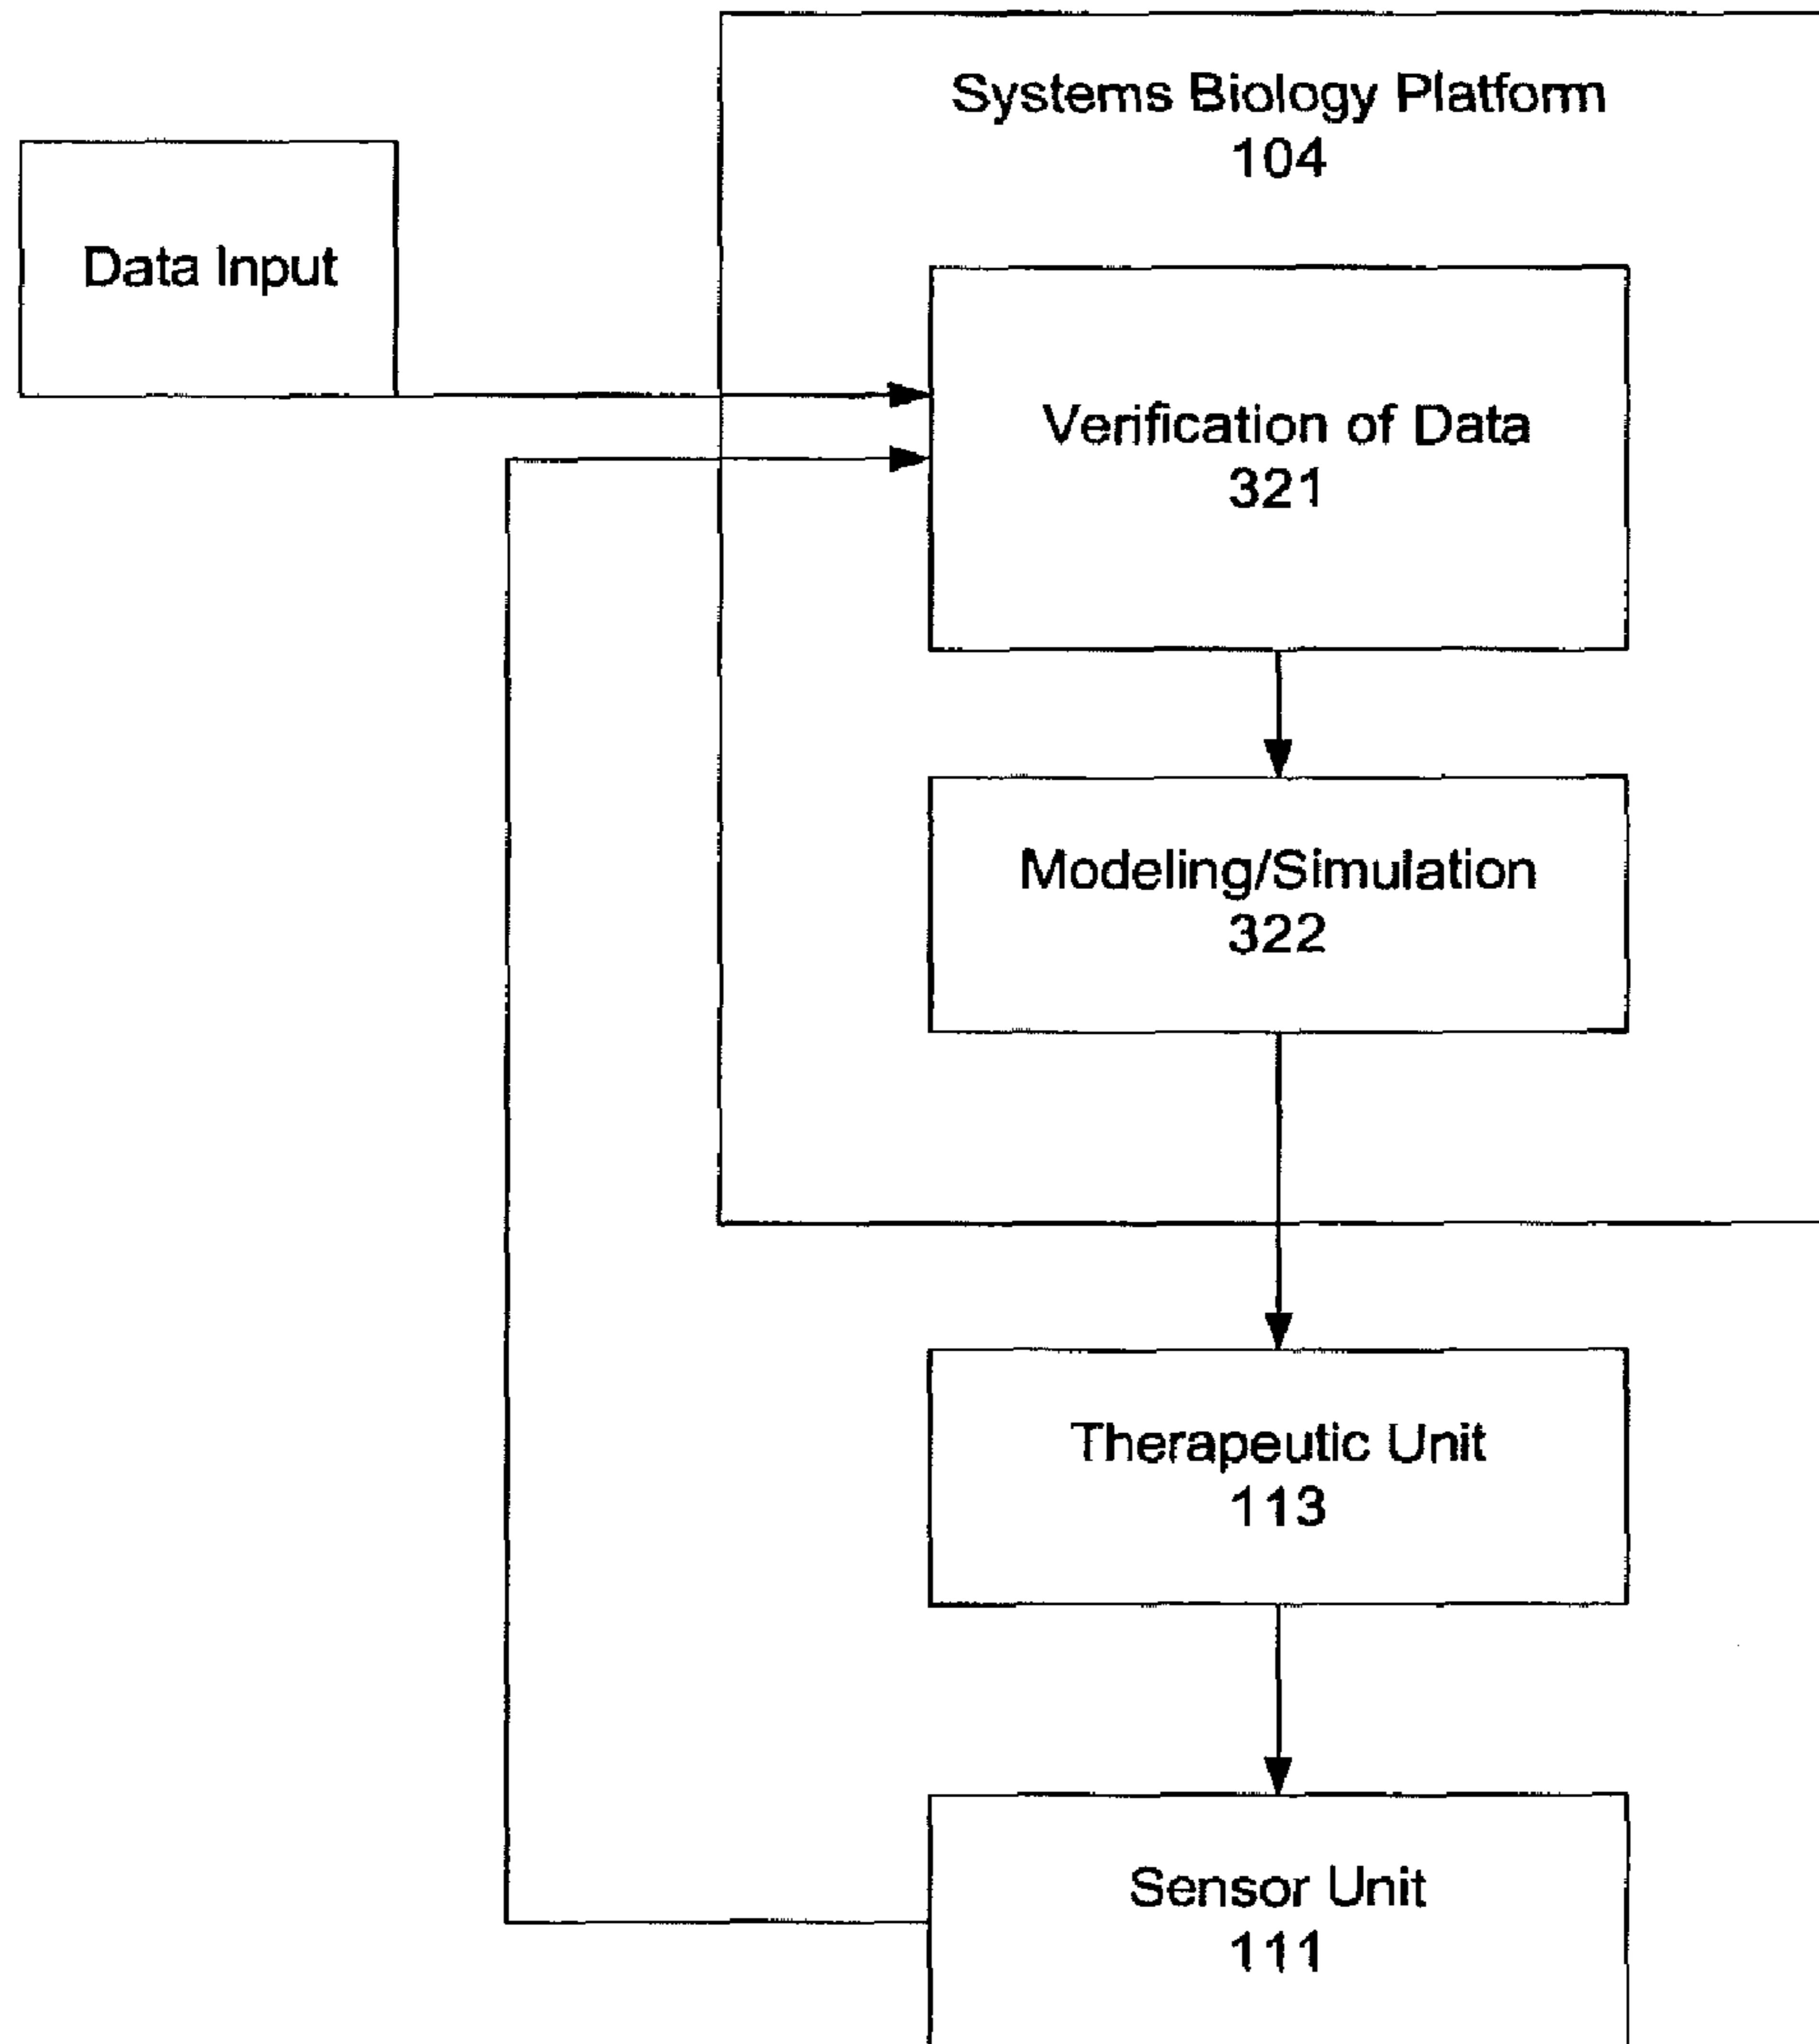 Systems Biology Platform
104
Data Input
Verification of Data
321
Modeling/Simulation
322
Therapeutic Unit
113
Sensor Unit
111